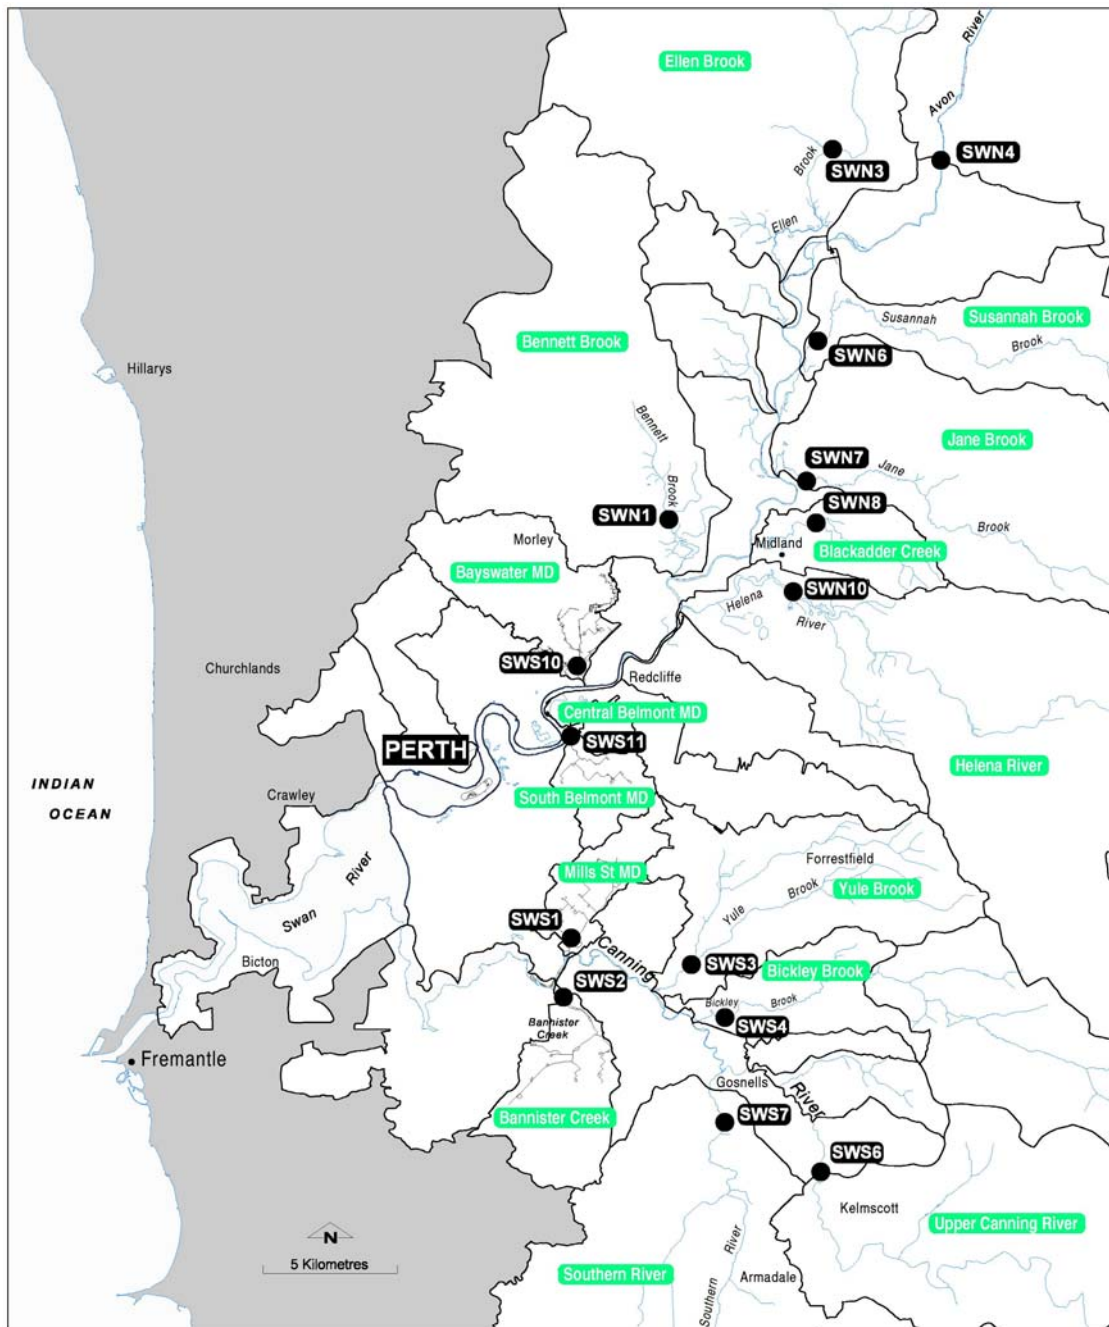 River
Ellen Brook
Avon
SWN4
Brook
SWN3
Ellen
Susannah
Susannah Brook
Bennett Brook
Brook
SWN6
Hillarys
Bennett
Jane Brook
SWN7
Jane
Brook
SWN8
SWN1
Brook
Morley
Midland
Blackadder Creek
Bayswater MD
SWN10
Helena
River
SWS10
Churchlands
Redcliffe
Central Belmont MD
SWS11
PERTH
Helena River
INDIAN
OCEAN
Crawley
South Belmont MD
Forrestfield
River
Mills St MD
Brook
Yule Brook
Swan
Yule
SWS1
Canning
Bicton
SWS3
Bickley Brook
SWS2
Bickley
Brook
SWS4
Bannister
Creek
Fremantle
Gosnells
River
Bannister Creek
SWS7
SWS6
Kelmscott
Upper Canning River
N
5 Kilometres
River
Southern River
Armadale
Southern